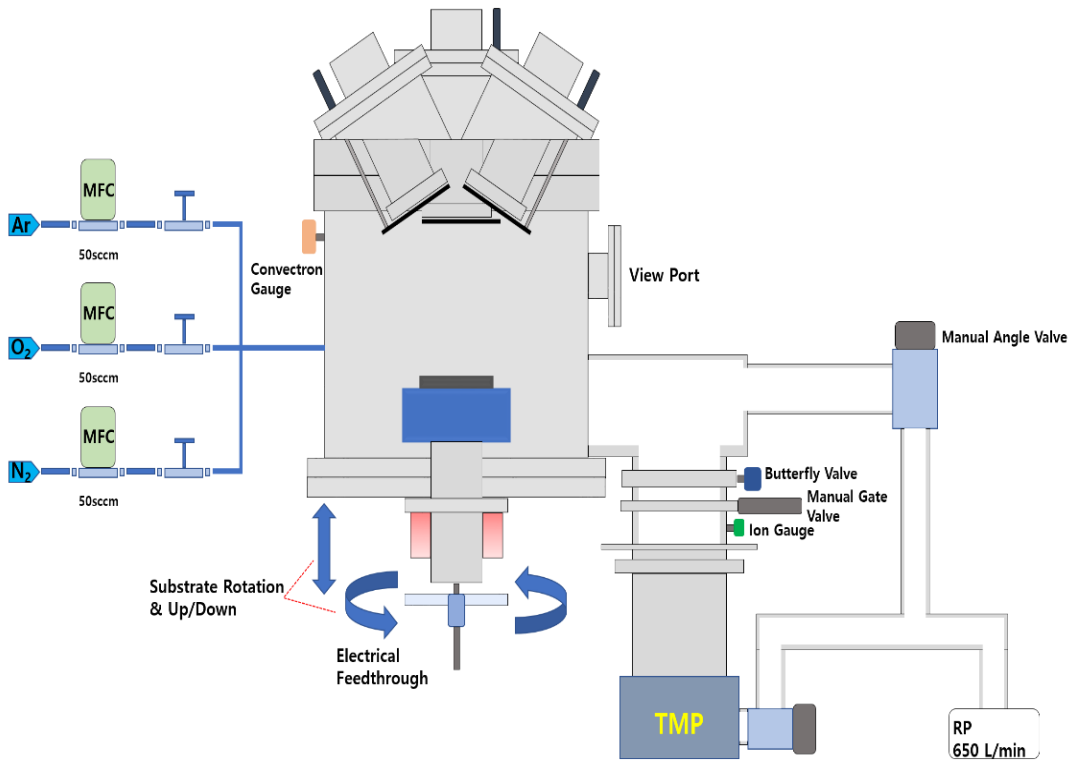 MFC
Ar
50sccm
Convectron
Gauge
View Port
MFC
O₂
50sccm
Manual Angle Valve
MFC
N₂
50sccm
Butterfly Valve
Manual Gate
Valve
Ion Gauge
Substrate Rotation
& Up/Down
Electrical
Feedthrough
TMP
RP
650 L/min